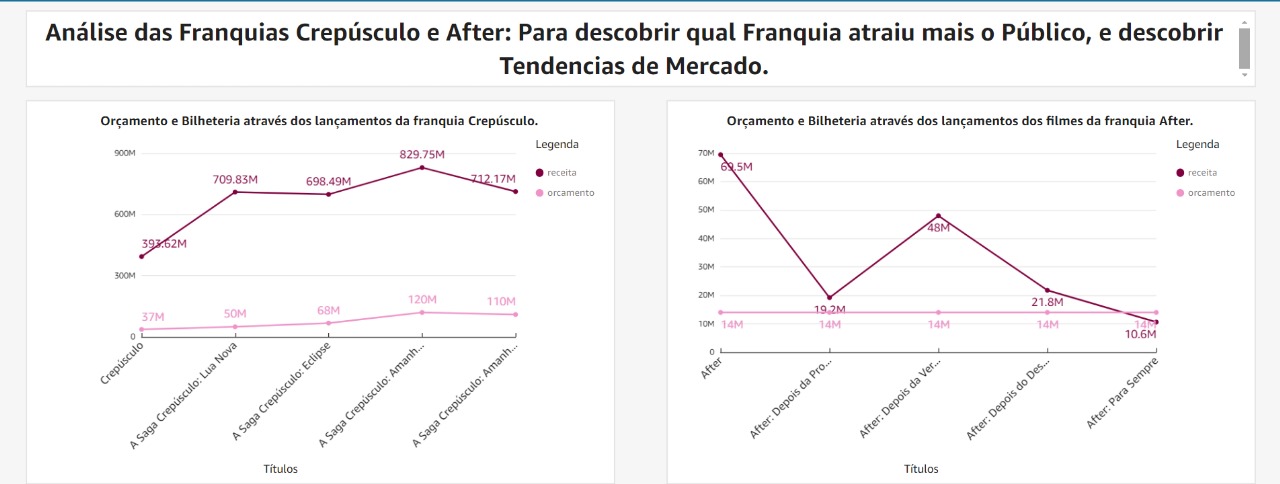 Análise das Franquias Crepúsculo e After: Para descobrir qual Franquia atraiu mais o Público, e descobrir
Tendencias de Mercado.
Orçamento e Bilheteria através dos lançamentos da franquia Crepúsculo.
Legenda
receita
orcamento
900M
600M
300M
0
393.62M
709.83M
698.49M
829.75M
712.17M
37M
50M
68M
120M
110M
Crepúsculo
A Saga Crepúsculo: Lua Nova
A Saga Crepúsculo: Eclipse
A Saga Crepúsculo: Amanh...
A Saga Crepúsculo: Amanh...
Títulos
Orçamento e Bilheteria através dos lançamentos dos filmes da franquia After.
Legenda
receita
orcamento
70M
60M
50M
40M
30M
20M
10M
0
69.5M
19.2M
48M
21.8M
10.6M
14M
14M
14M
14M
14M
After
After: Depois da Pro...
After: Depois da Ver...
After: Depois do Des...
After: Para Sempre
Títulos